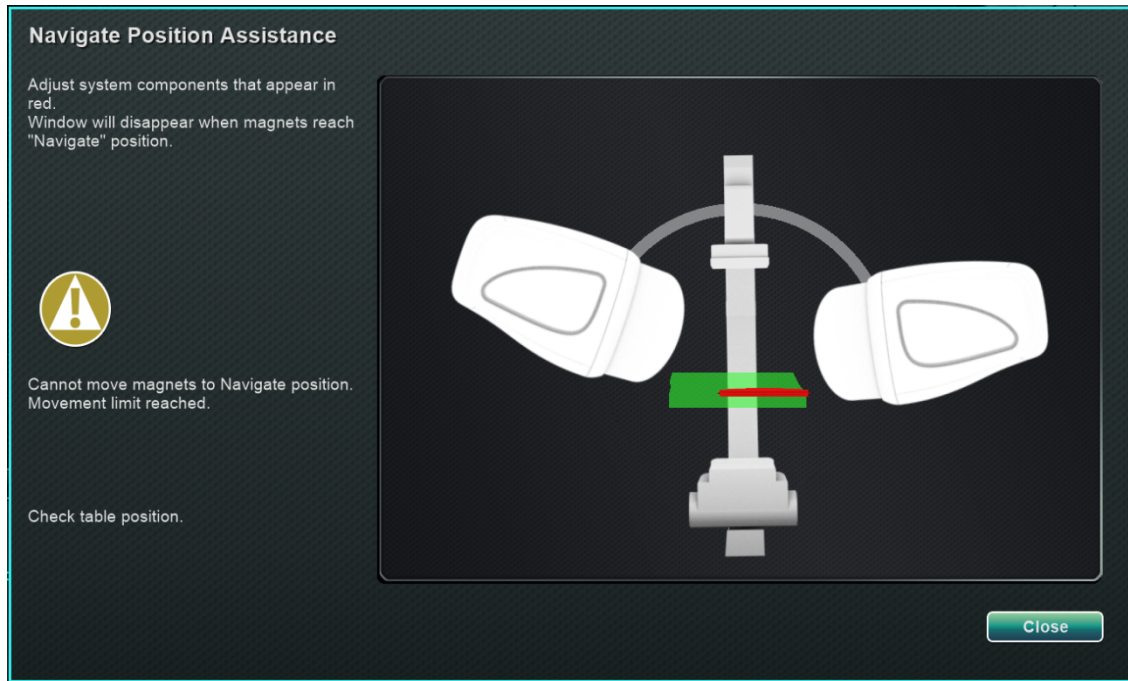 Navigate Position Assistance
Adjust system components that appear in
red.
Window will disappear when magnets reach
"Navigate" position.
Cannot move magnets to Navigate position.
Movement limit reached.
Check table position.
Close